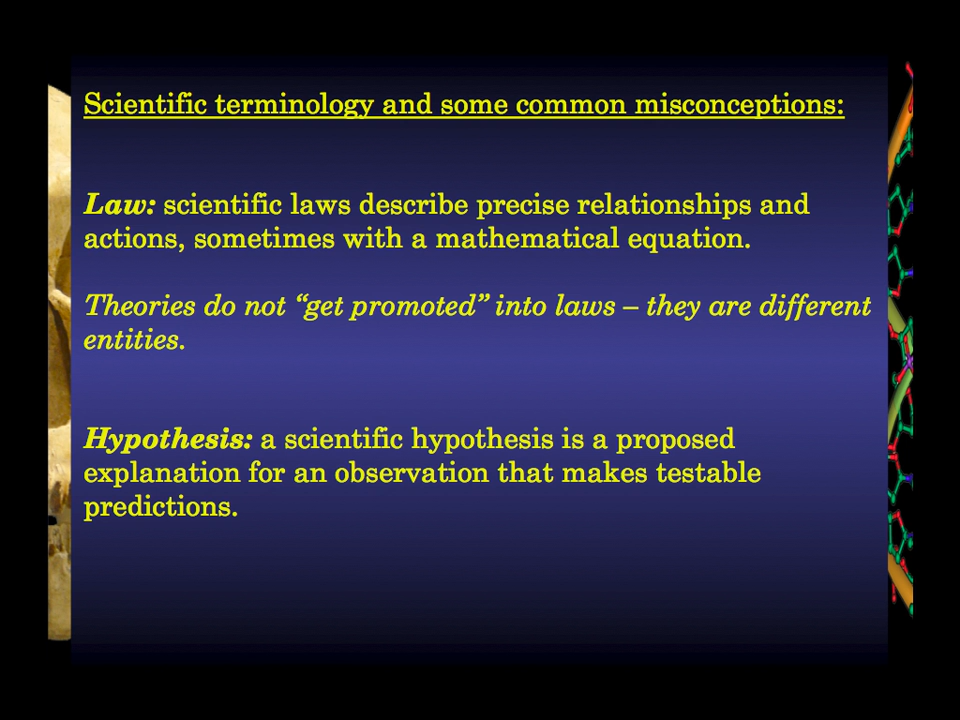 Scientific terminology and some common misconceptions:
Law: scientific laws describe precise relationships and
actions, sometimes with a mathematical equation.
Theories do not “get promoted” into laws – they are different
entities.
Hypothesis: a scientific hypothesis is a proposed
explanation for an observation that makes testable
predictions.